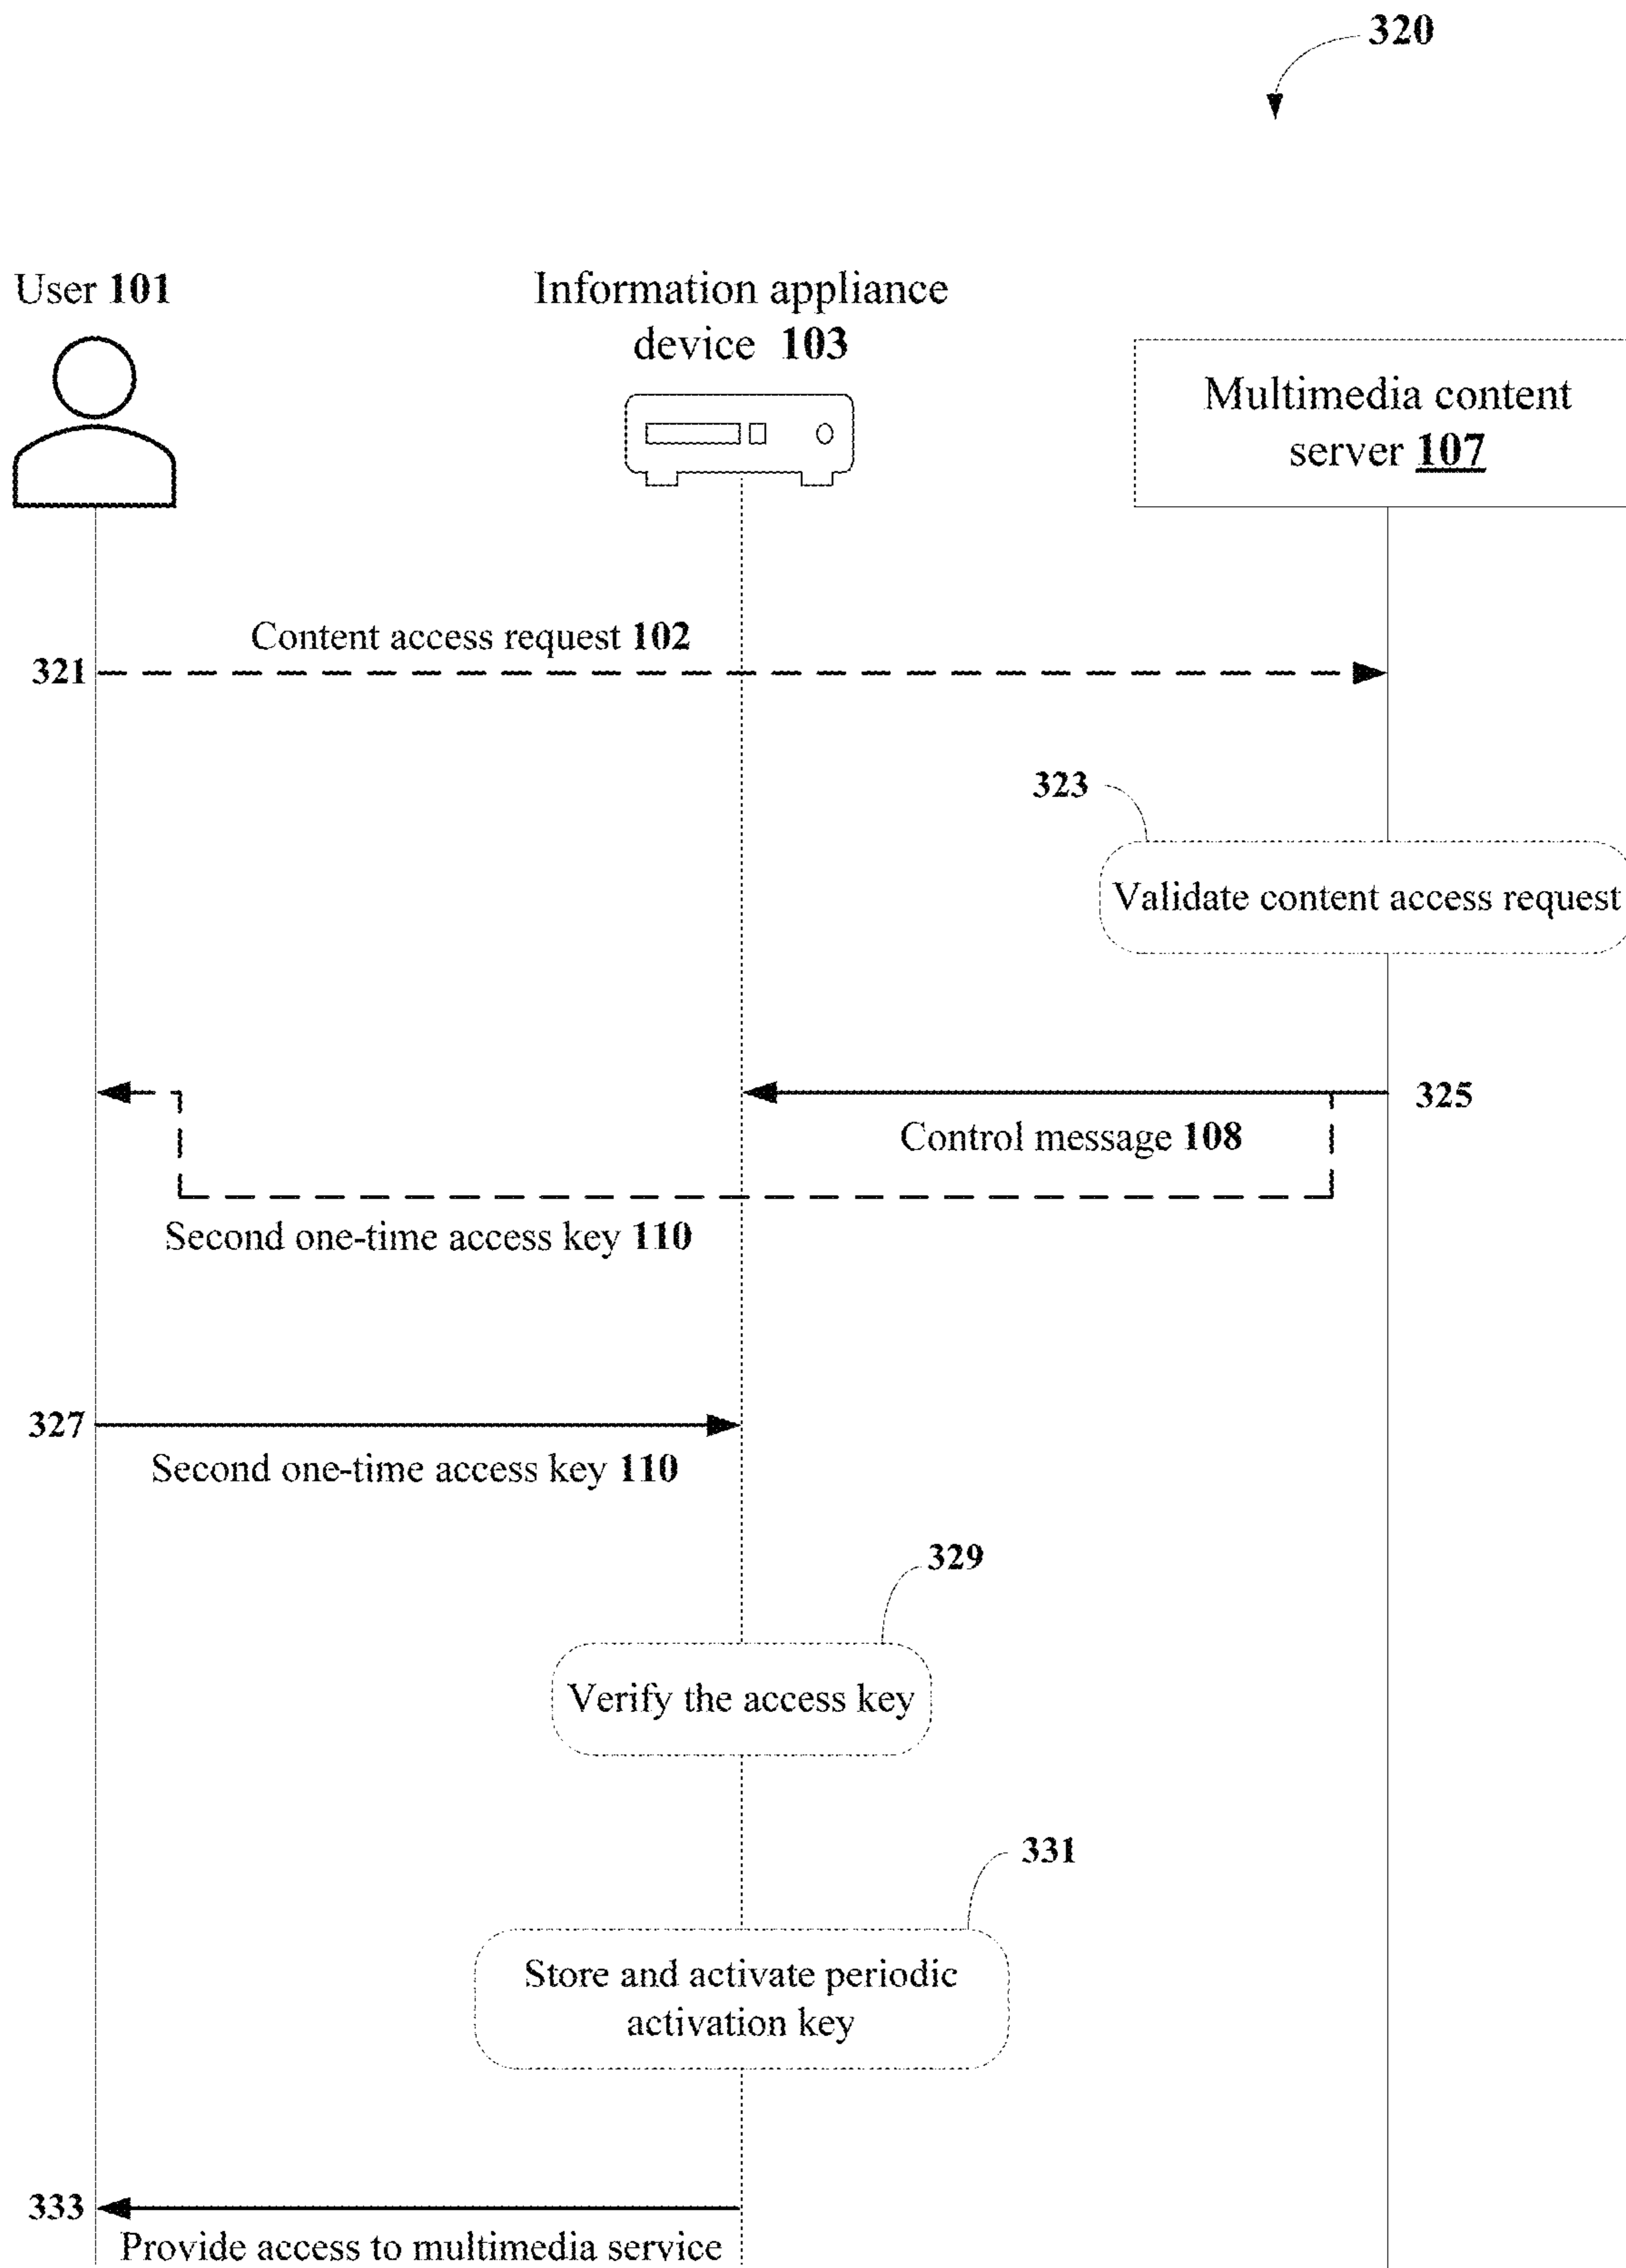 320
User 101
Information appliance
device 103
Multimedia content
server 107
Content access request 102
321
323
Validate content access request
325
Control message 108
Second one-time access key 110
327
Second one-time access key 110
329
Verify the access key
331
Store and activate periodic
activation key
333
Provide access to multimedia service